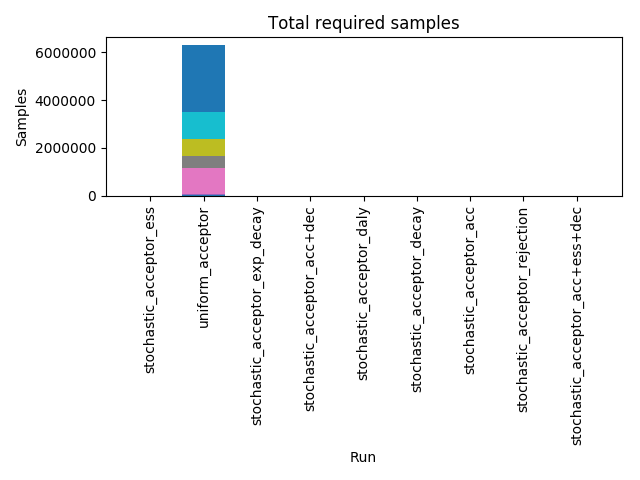 Total required samples
Samples
6000000
4000000
2000000
0
stochastic_acceptor_ess
uniform_acceptor
stochastic_acceptor_exp_decay
stochastic_acceptor_acc+dec
stochastic_acceptor_daly
stochastic_acceptor_decay
stochastic_acceptor_acc
stochastic_acceptor_rejection
stochastic_acceptor_acc+ess+dec
Run